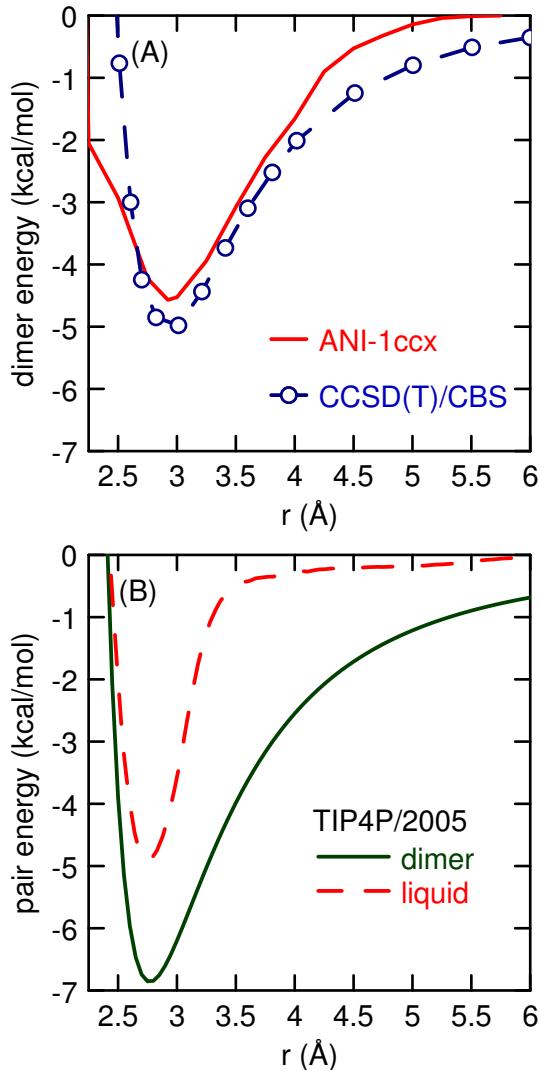 0
-1
-2
-3
-4
-5
-6
-7
dimer energy (kcal/mol)
(A)
ANI-1ccx
CCSD(T)/CBS
2.5 3 3.5 4 4.5 5 5.5 6
r (Å)
0
-1
-2
-3
-4
-5
-6
-7
pair energy (kcal/mol)
(B)
TIP4P/2005
dimer
liquid
2.5 3 3.5 4 4.5 5 5.5 6
r (Å)